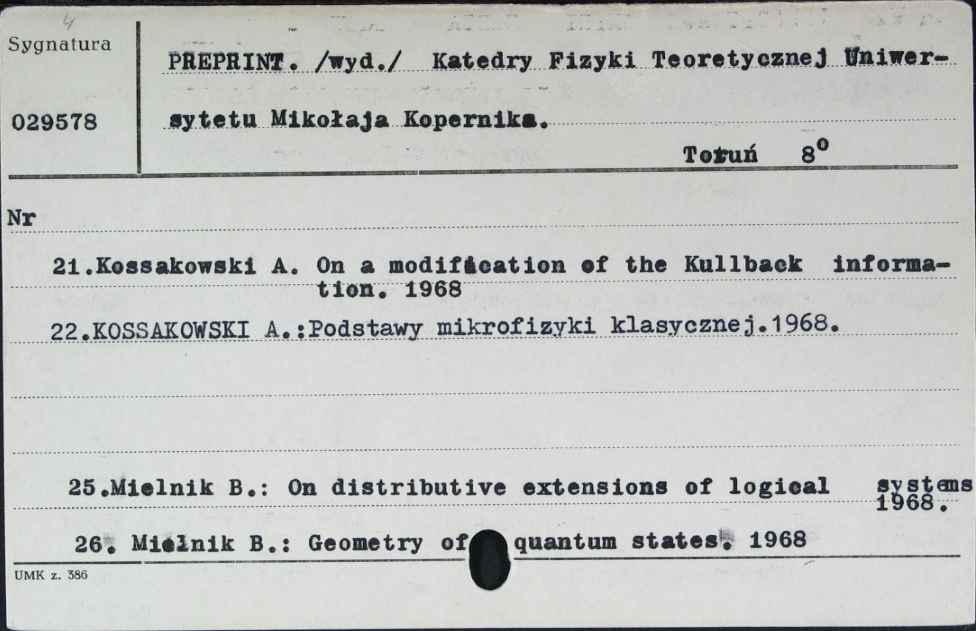 4
Sygnatura
PREPRINT. /wyd./ Katedry Fizyki Teoretycznej Uniwer-
029578
sytetu Mikołaja Kopernika.
Toruń 8°
Nr
21.Kossakowski A. On a modification of the Kullback informa-
tion. 1968
22.KOSSAKOWSKI A.:Podstawy mikrofizyki klasycznej.1968.
25.Mielnik B.: On distributive extensions of logical systems
1968.
26. Mielnik B.: Geometry of quantum states. 1968
UMK z. 386